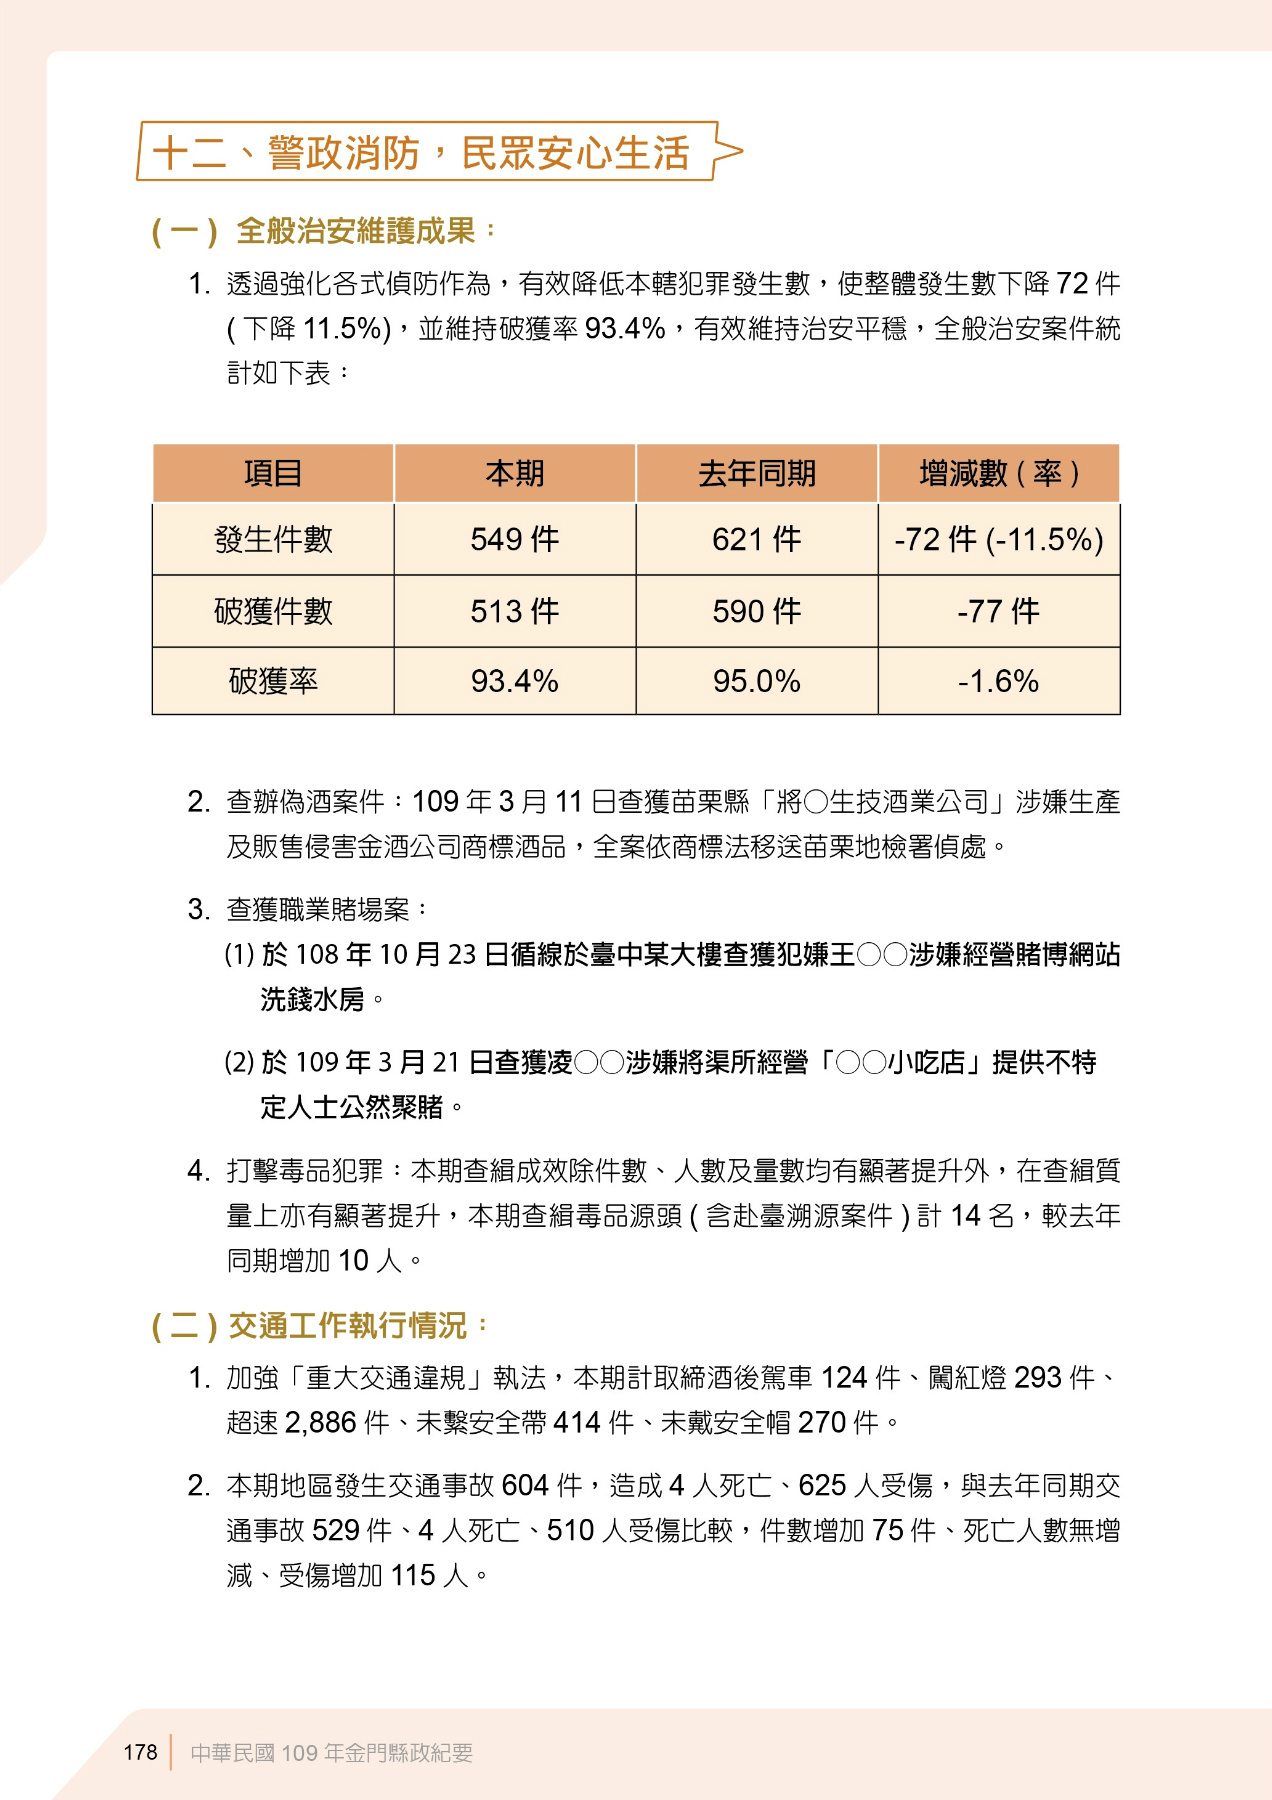 十二、警政消防，民眾安心生活
(一) 全般治安維護成果：
1. 透過強化各式偵防作為，有效降低本轄犯罪發生數，使整體發生數下降 72 件
(下降 11.5%)，並維持破獲率 93.4%，有效維持治安平穩，全般治安案件統
計如下表：
項目 本期 去年同期 增減數(率)
發生件數 549 件 621 件 -72 件 (-11.5%)
破獲件數 513 件 590 件 -77 件
破獲率 93.4% 95.0% -1.6%
2. 查辦偽酒案件：109 年 3 月 11 日查獲苗栗縣「將○生技酒業公司」涉嫌生產
及販售侵害金酒公司商標酒品，全案依商標法移送苗栗地檢署偵處。
3. 查獲職業賭場案：
(1) 於 108 年 10 月 23 日循線於臺中某大樓查獲犯嫌王○○涉嫌經營賭博網站
洗錢水房。
(2) 於 109 年 3 月 21 日查獲凌○○涉嫌將渠所經營「○○小吃店」提供不特
定人士公然聚賭。
4. 打擊毒品犯罪：本期查緝成效除件數、人數及量數均有顯著提升外，在查緝質
量上亦有顯著提升，本期查緝毒品源頭(含赴臺溯源案件)計 14 名，較去年
同期增加 10 人。
(二) 交通工作執行情況：
1. 加強「重大交通違規」執法，本期計取締酒後駕車 124 件、闖紅燈 293 件、
超速 2,886 件、未繫安全帶 414 件、未戴安全帽 270 件。
2. 本期地區發生交通事故 604 件，造成 4 人死亡、625 人受傷，與去年同期交
通事故 529 件、4 人死亡、510 人受傷比較，件數增加 75 件、死亡人數無增
減、受傷增加 115 人。
178 中華民國 109 年金門縣政紀要